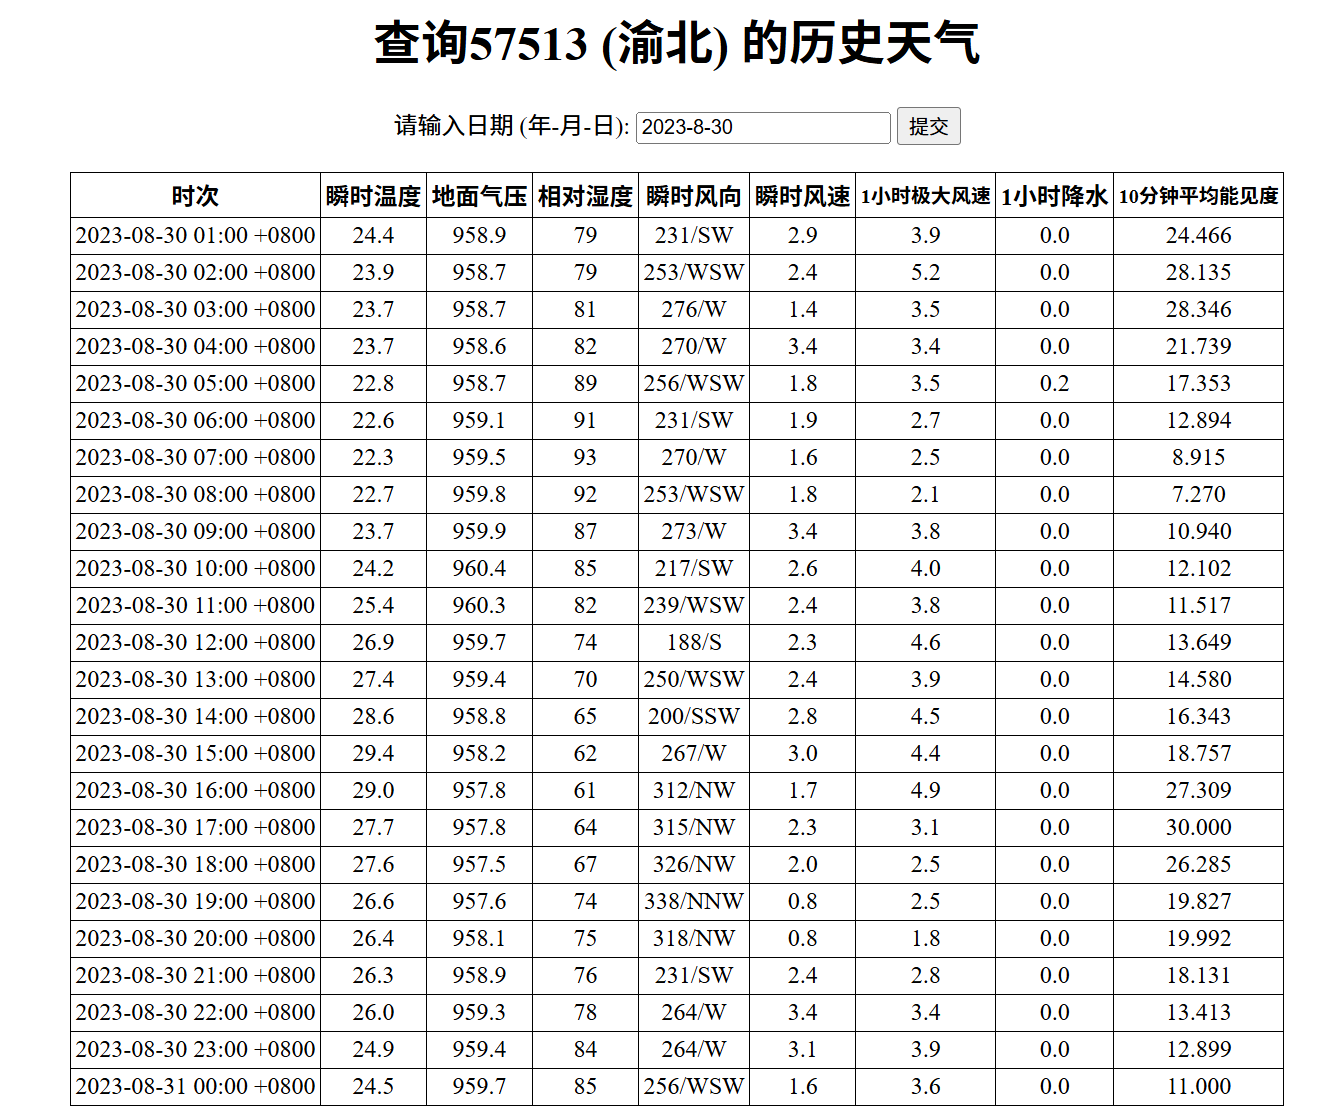 查询57513 (渝北) 的历史天气
请输入日期 (年-月-日): 2023-8-30 提交
时次 瞬时温度 地面气压 相对湿度 瞬时风向 瞬时风速 1小时极大风速 1小时降水 10分钟平均能见度
2023-08-30 01:00 +0800 24.4 958.9 79 231/SW 2.9 3.9 0.0 24.466
2023-08-30 02:00 +0800 23.9 958.7 79 253/WSW 2.4 5.2 0.0 28.135
2023-08-30 03:00 +0800 23.7 958.7 81 276/W 1.4 3.5 0.0 28.346
2023-08-30 04:00 +0800 23.7 958.6 82 270/W 3.4 3.4 0.0 21.739
2023-08-30 05:00 +0800 22.8 958.7 89 256/WSW 1.8 3.5 0.2 17.353
2023-08-30 06:00 +0800 22.6 959.1 91 231/SW 1.9 2.7 0.0 12.894
2023-08-30 07:00 +0800 22.3 959.5 93 270/W 1.6 2.5 0.0 8.915
2023-08-30 08:00 +0800 22.7 959.8 92 253/WSW 1.8 2.1 0.0 7.270
2023-08-30 09:00 +0800 23.7 959.9 87 273/W 3.4 3.8 0.0 10.940
2023-08-30 10:00 +0800 24.2 960.4 85 217/SW 2.6 4.0 0.0 12.102
2023-08-30 11:00 +0800 25.4 960.3 82 239/WSW 2.4 3.8 0.0 11.517
2023-08-30 12:00 +0800 26.9 959.7 74 188/S 2.3 4.6 0.0 13.649
2023-08-30 13:00 +0800 27.4 959.4 70 250/WSW 2.4 3.9 0.0 14.580
2023-08-30 14:00 +0800 28.6 958.8 65 200/SSW 2.8 4.5 0.0 16.343
2023-08-30 15:00 +0800 29.4 958.2 62 267/W 3.0 4.4 0.0 18.757
2023-08-30 16:00 +0800 29.0 957.8 61 312/NW 1.7 4.9 0.0 27.309
2023-08-30 17:00 +0800 27.7 957.8 64 315/NW 2.3 3.1 0.0 30.000
2023-08-30 18:00 +0800 27.6 957.5 67 326/NW 2.0 2.5 0.0 26.285
2023-08-30 19:00 +0800 26.6 957.6 74 338/NNW 0.8 2.5 0.0 19.827
2023-08-30 20:00 +0800 26.4 958.1 75 318/NW 0.8 1.8 0.0 19.992
2023-08-30 21:00 +0800 26.3 958.9 76 231/SW 2.4 2.8 0.0 18.131
2023-08-30 22:00 +0800 26.0 959.3 78 264/W 3.4 3.4 0.0 13.413
2023-08-30 23:00 +0800 24.9 959.4 84 264/W 3.1 3.9 0.0 12.899
2023-08-31 00:00 +0800 24.5 959.7 85 256/WSW 1.6 3.6 0.0 11.000